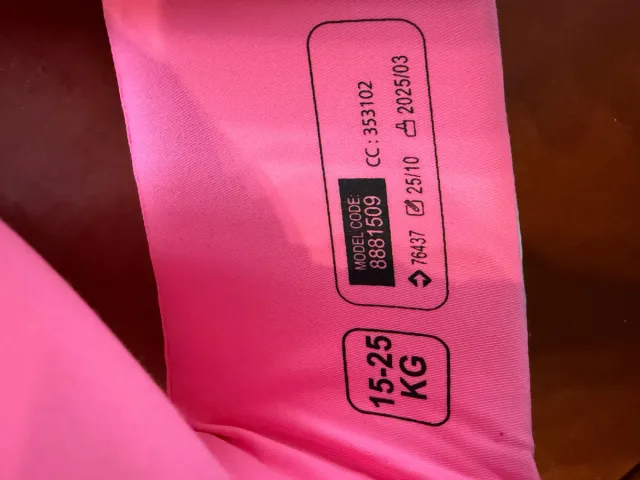 15-25
KG
MODEL CODE:
8881509
CC : 353102
76437 25/10 2025/03